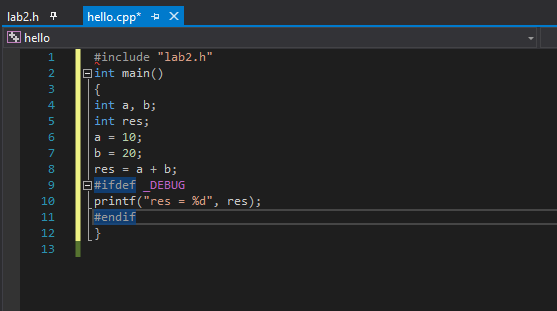 lab2.h
hello.cpp*
hello
1 #include "lab2.h"
2 int main()
3 {
4 int a, b;
5 int res;
6 a = 10;
7 b = 20;
8 res = a + b;
9 #ifdef _DEBUG
10 printf("res = %d", res);
11 #endif
12 }
13